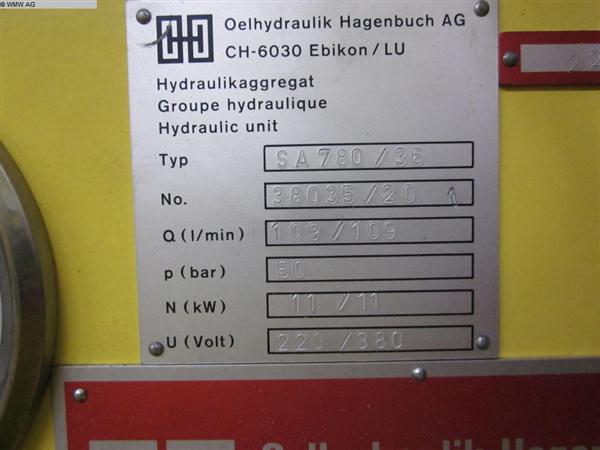 © WMW AG
Oelhydraulik Hagenbuch AG
CH-6030 Ebikon/LU
Hydraulikaggregat
Groupe hydraulique
Hydraulic unit
Typ SA780/36
No. 38035/20
Q (l/min) 109/109
p (bar) 50
N (kW) 11/11
U (Volt) 220/380